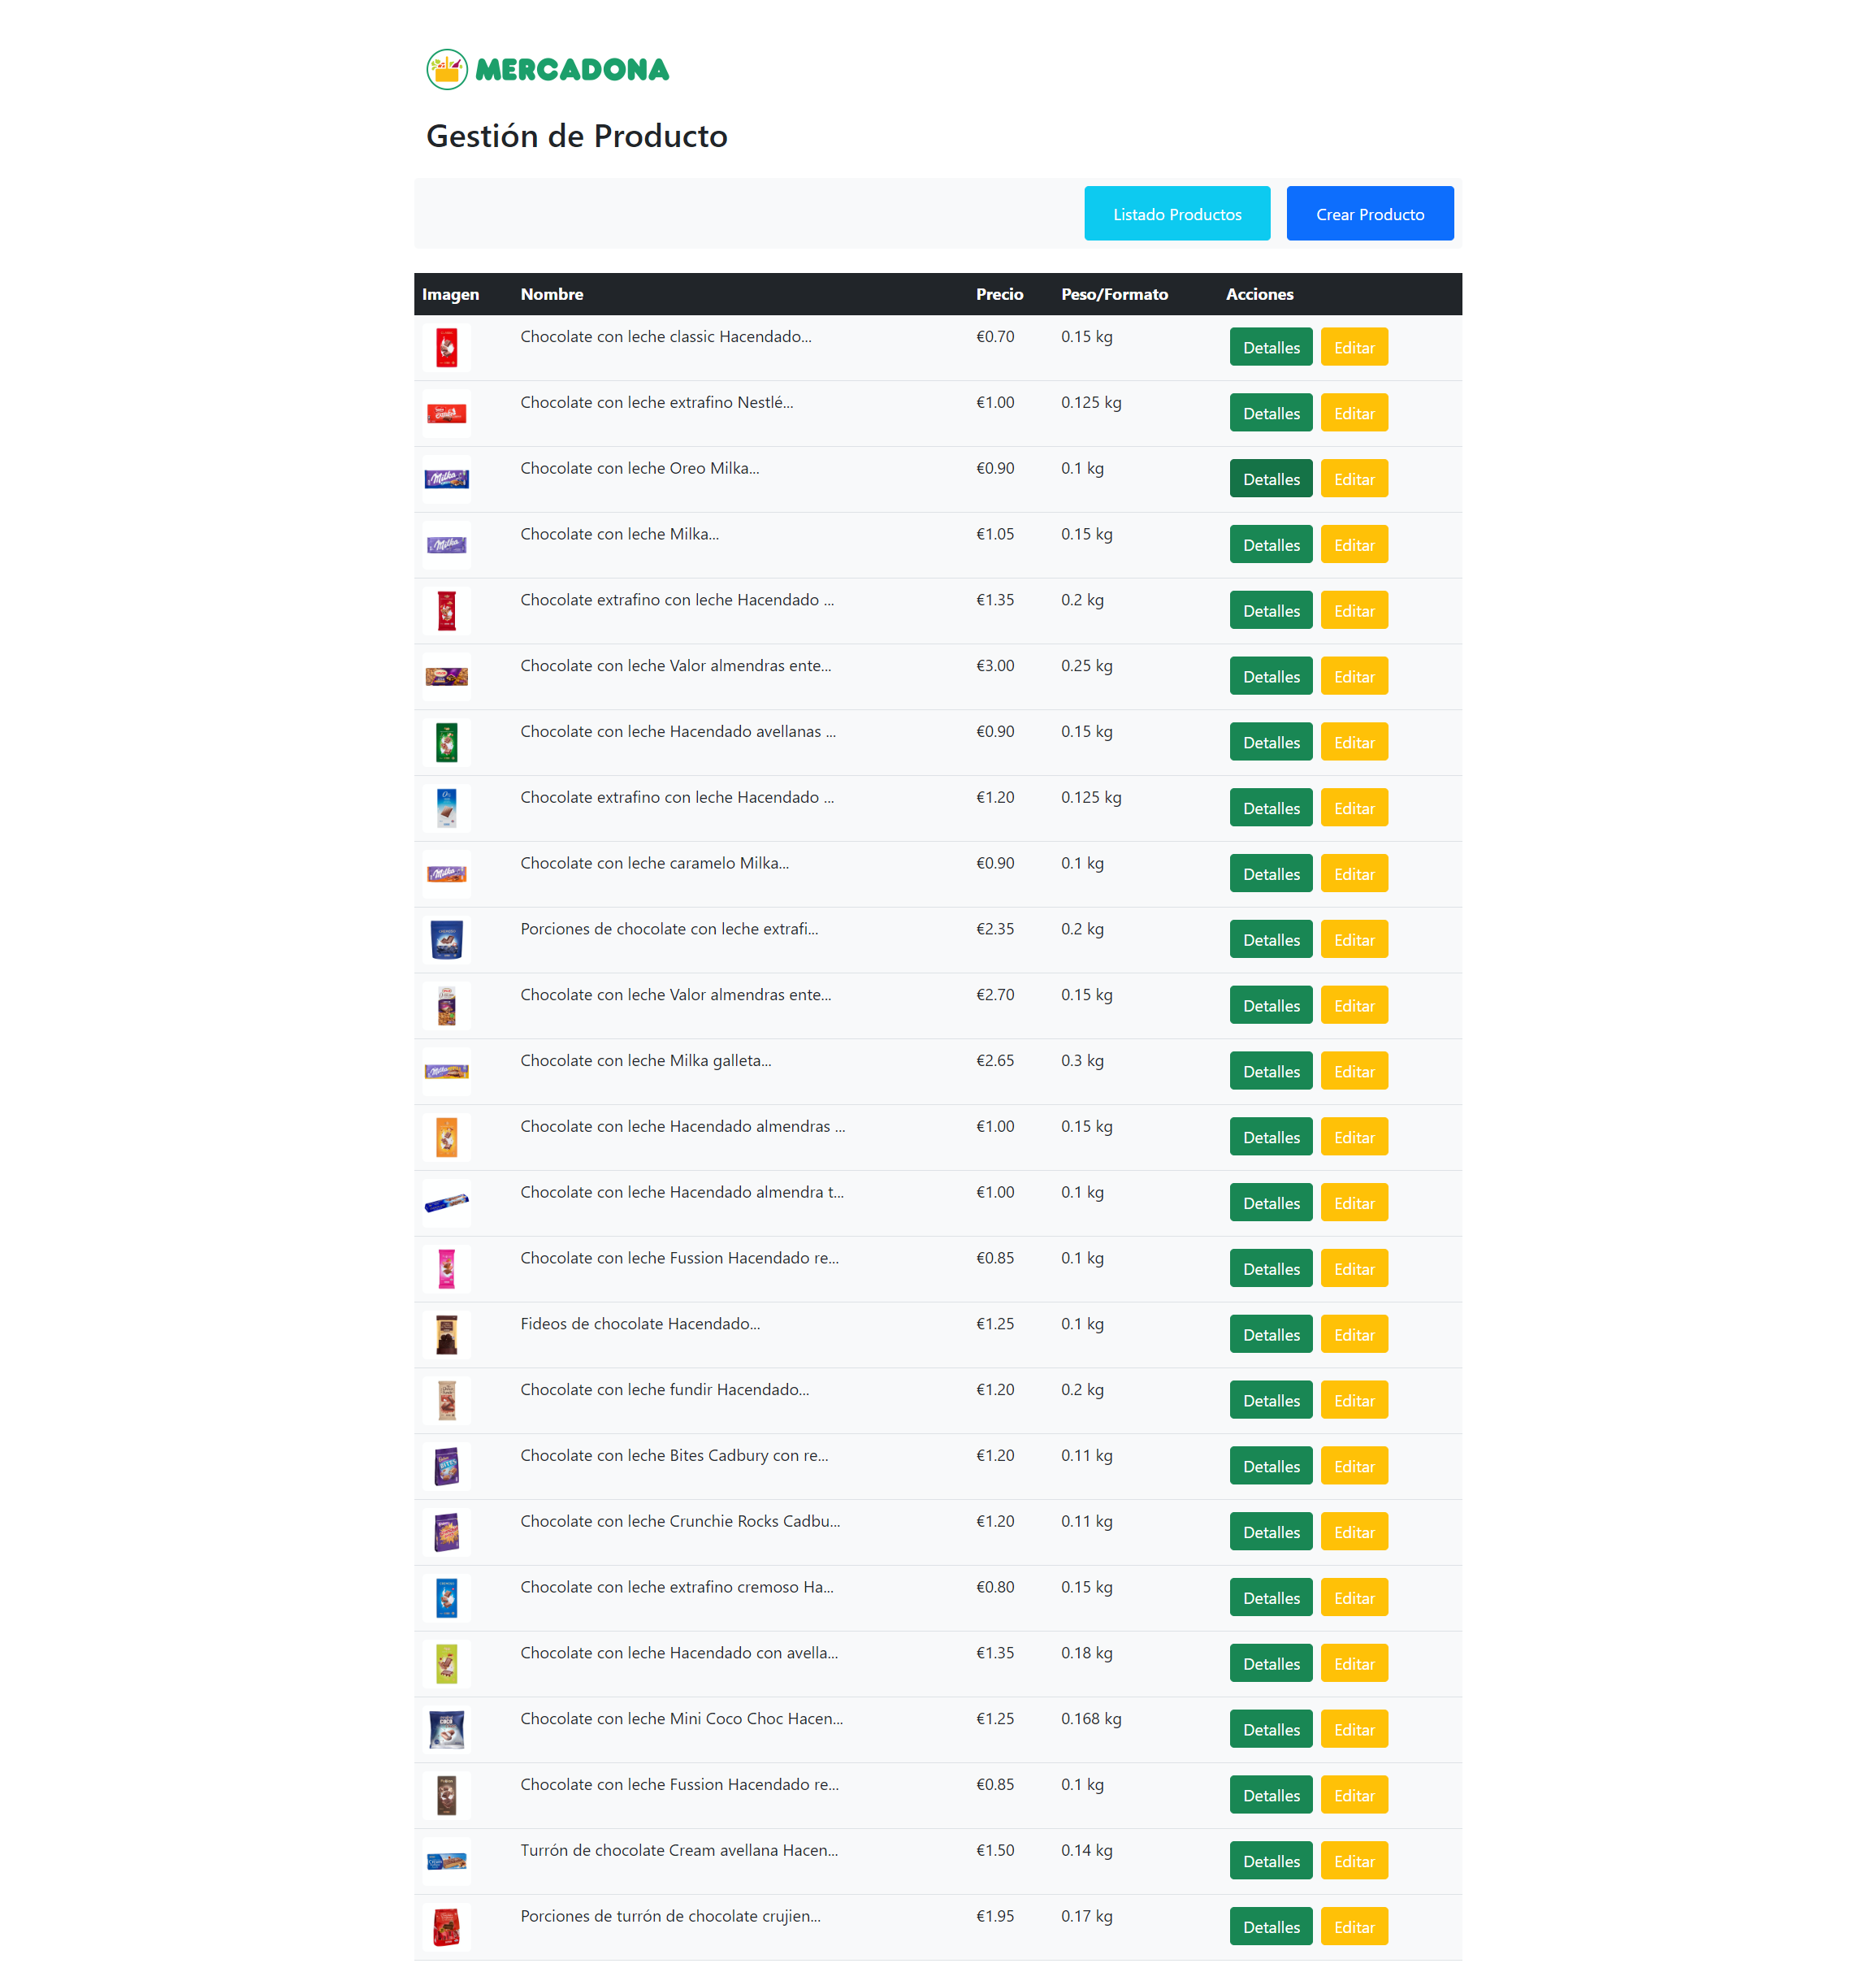 MERCADONA
Gestión de Producto
Listado Productos Crear Producto
Imagen Nombre Precio Peso/Formato Acciones
Chocolate con leche classic Hacendado... €0.70 0.15 kg Detalles Editar
Chocolate con leche extrafino Nestlé... €1.00 0.125 kg Detalles Editar
Chocolate con leche Oreo Milka... €0.90 0.1 kg Detalles Editar
Milka
Chocolate con leche Milka... €1.05 0.15 kg Detalles Editar
Milka
Chocolate extrafino con leche Hacendado ... €1.35 0.2 kg Detalles Editar
Chocolate con leche Valor almendras ente... €3.00 0.25 kg Detalles Editar
Chocolate con leche Hacendado avellanas ... €0.90 0.15 kg Detalles Editar
Chocolate extrafino con leche Hacendado ... €1.20 0.125 kg Detalles Editar
Chocolate con leche caramelo Milka... €0.90 0.1 kg Detalles Editar
Milka
Porciones de chocolate con leche extrafi... €2.35 0.2 kg Detalles Editar
Chocolate con leche Valor almendras ente... €2.70 0.15 kg Detalles Editar
Chocolate con leche Milka galleta... €2.65 0.3 kg Detalles Editar
Milka
Chocolate con leche Hacendado almendras ... €1.00 0.15 kg Detalles Editar
Chocolate con leche Hacendado almendra t... €1.00 0.1 kg Detalles Editar
Chocolate con leche Fussion Hacendado re... €0.85 0.1 kg Detalles Editar
Fideos de chocolate Hacendado... €1.25 0.1 kg Detalles Editar
Chocolate con leche fundir Hacendado... €1.20 0.2 kg Detalles Editar
Chocolate con leche Bites Cadbury con re... €1.20 0.11 kg Detalles Editar
BITES
Chocolate con leche Crunchie Rocks Cadbu... €1.20 0.11 kg Detalles Editar
Chocolate con leche extrafino cremoso Ha... €0.80 0.15 kg Detalles Editar
Chocolate con leche Hacendado con avella... €1.35 0.18 kg Detalles Editar
Chocolate con leche Mini Coco Choc Hacen... €1.25 0.168 kg Detalles Editar
COCO
Chocolate con leche Fussion Hacendado re... €0.85 0.1 kg Detalles Editar
Turrón de chocolate Cream avellana Hacen... €1.50 0.14 kg Detalles Editar
Porciones de turrón de chocolate crujien... €1.95 0.17 kg Detalles Editar